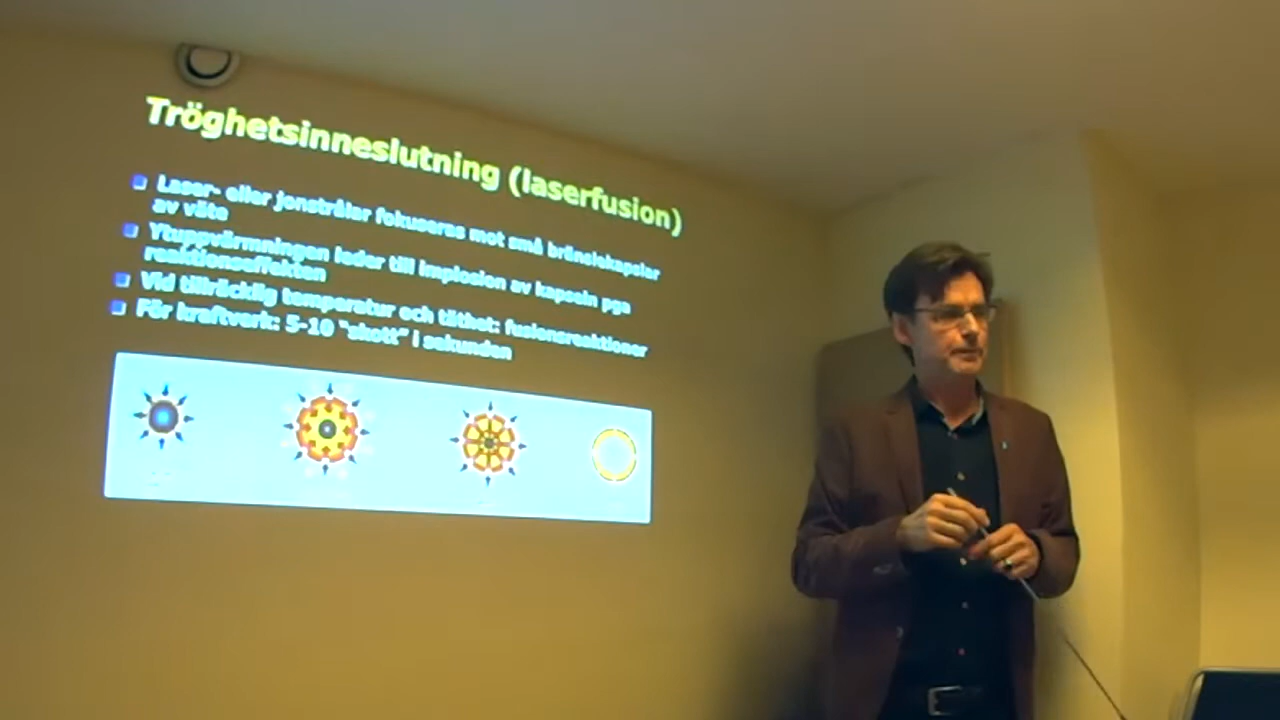 Tröghetsinneslutning (laserfusion)
Laser- eller jonstrålar fokuseras mot små bränslekapslar
av väte
Ytuppvärmningen leder till implosion av kapseln pga
reaktionseffekten
Vid tillräcklig temperatur och täthet: fusionsreaktioner
För kraftverk: 5-10 "skott" i sekunden